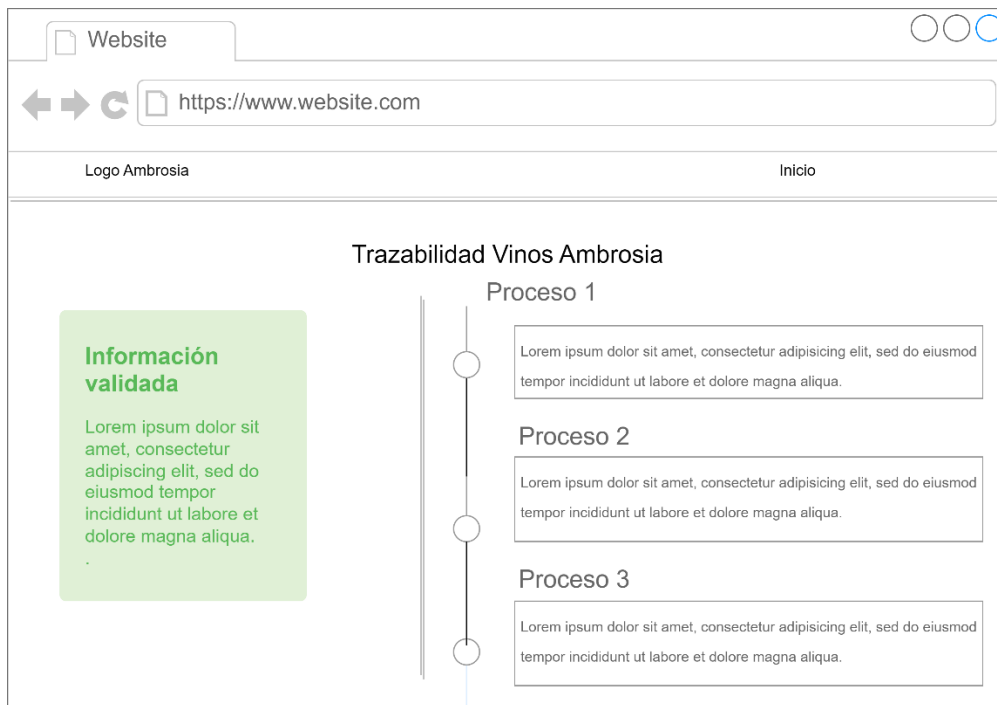 Website
https://www.website.com
Logo Ambrosia
Inicio
Trazabilidad Vinos Ambrosia
Información
validada
Lorem ipsum dolor sit
amet, consectetur
adipiscing elit, sed do
eiusmod tempor
incididunt ut labore et
dolore magna aliqua.
.
Proceso 1
Lorem ipsum dolor sit amet, consectetur adipisicing elit, sed do eiusmod
tempor incididunt ut labore et dolore magna aliqua.
Proceso 2
Lorem ipsum dolor sit amet, consectetur adipisicing elit, sed do eiusmod
tempor incididunt ut labore et dolore magna aliqua.
Proceso 3
Lorem ipsum dolor sit amet, consectetur adipisicing elit, sed do eiusmod
tempor incididunt ut labore et dolore magna aliqua.